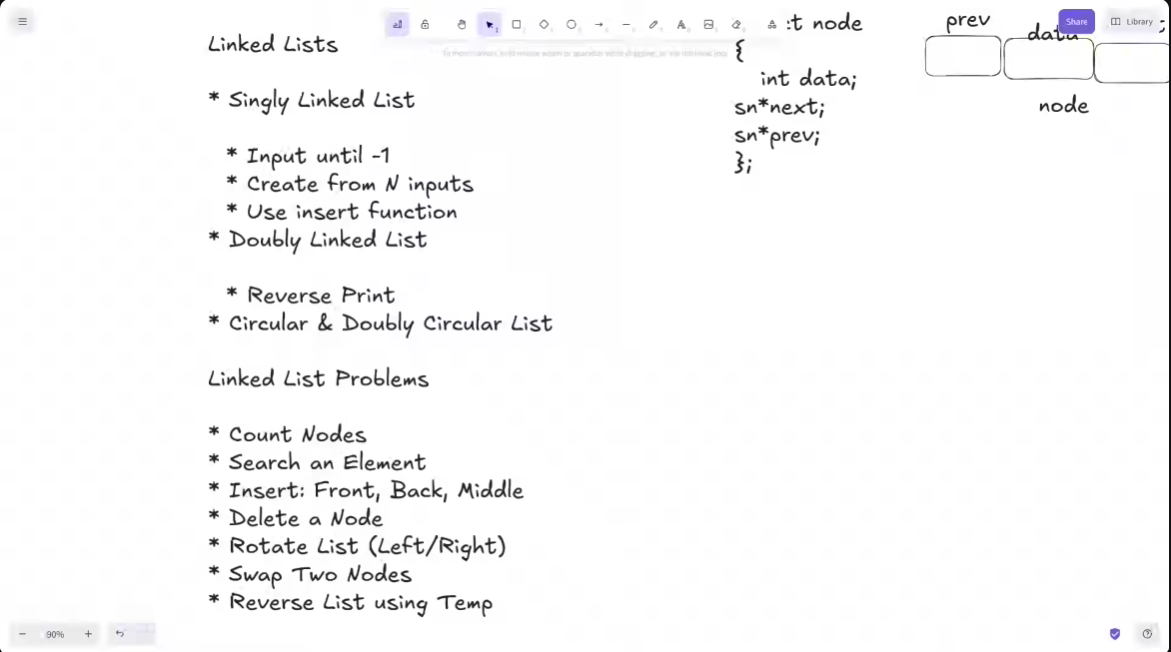 Linked Lists
* Singly Linked List
* Input until -1
* Create from N inputs
* Use insert function
* Doubly Linked List
* Reverse Print
* Circular & Doubly Circular List
Linked List Problems
* Count Nodes
* Search an Element
* Insert: Front, Back, Middle
* Delete a Node
* Rotate List (Left/Right)
* Swap Two Nodes
* Reverse List using Temp
t node
{
int data;
sn*next;
sn*prev;
};
prev
data
node
Share
Library
90%